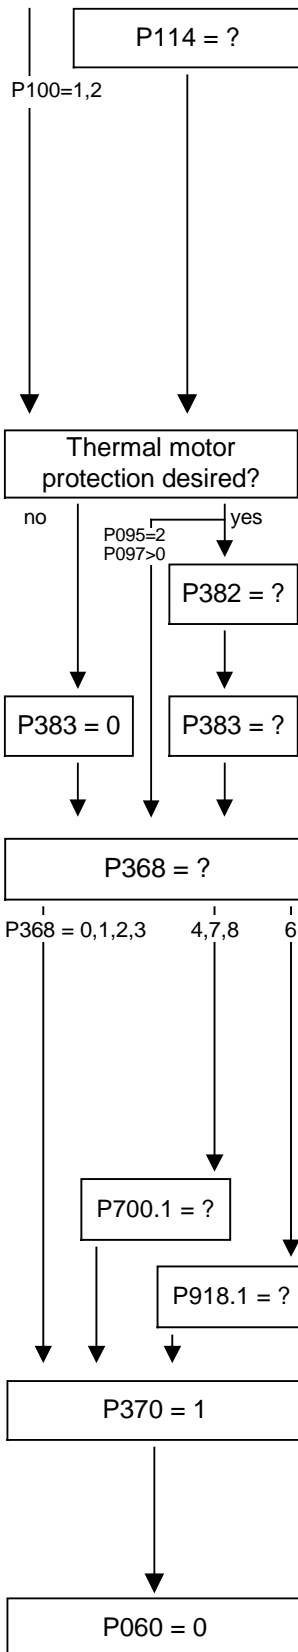 P114 = ?
P100=1,2
Thermal motor
protection desired?
no
P095=2
P097>0
yes
P382 = ?
P383 = 0
P383 = ?
P368 = ?
P368 = 0,1,2,3
4,7,8
6
P700.1 = ?
P918.1 = ?
P370 = 1
P060 = 0